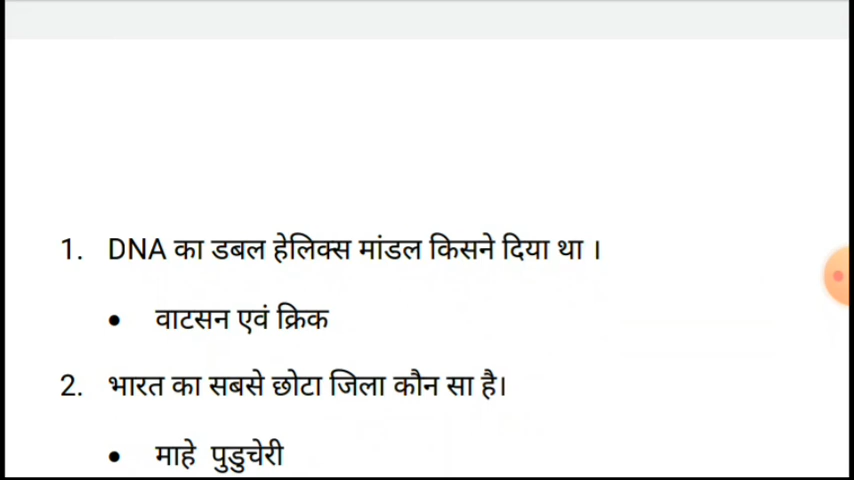 1. DNA का डबल हेलिक्स मांडल किसने दिया था ।
• वाटसन एवं क्रिक
2. भारत का सबसे छोटा जिला कौन सा है।
• माहे पुडुचेरी